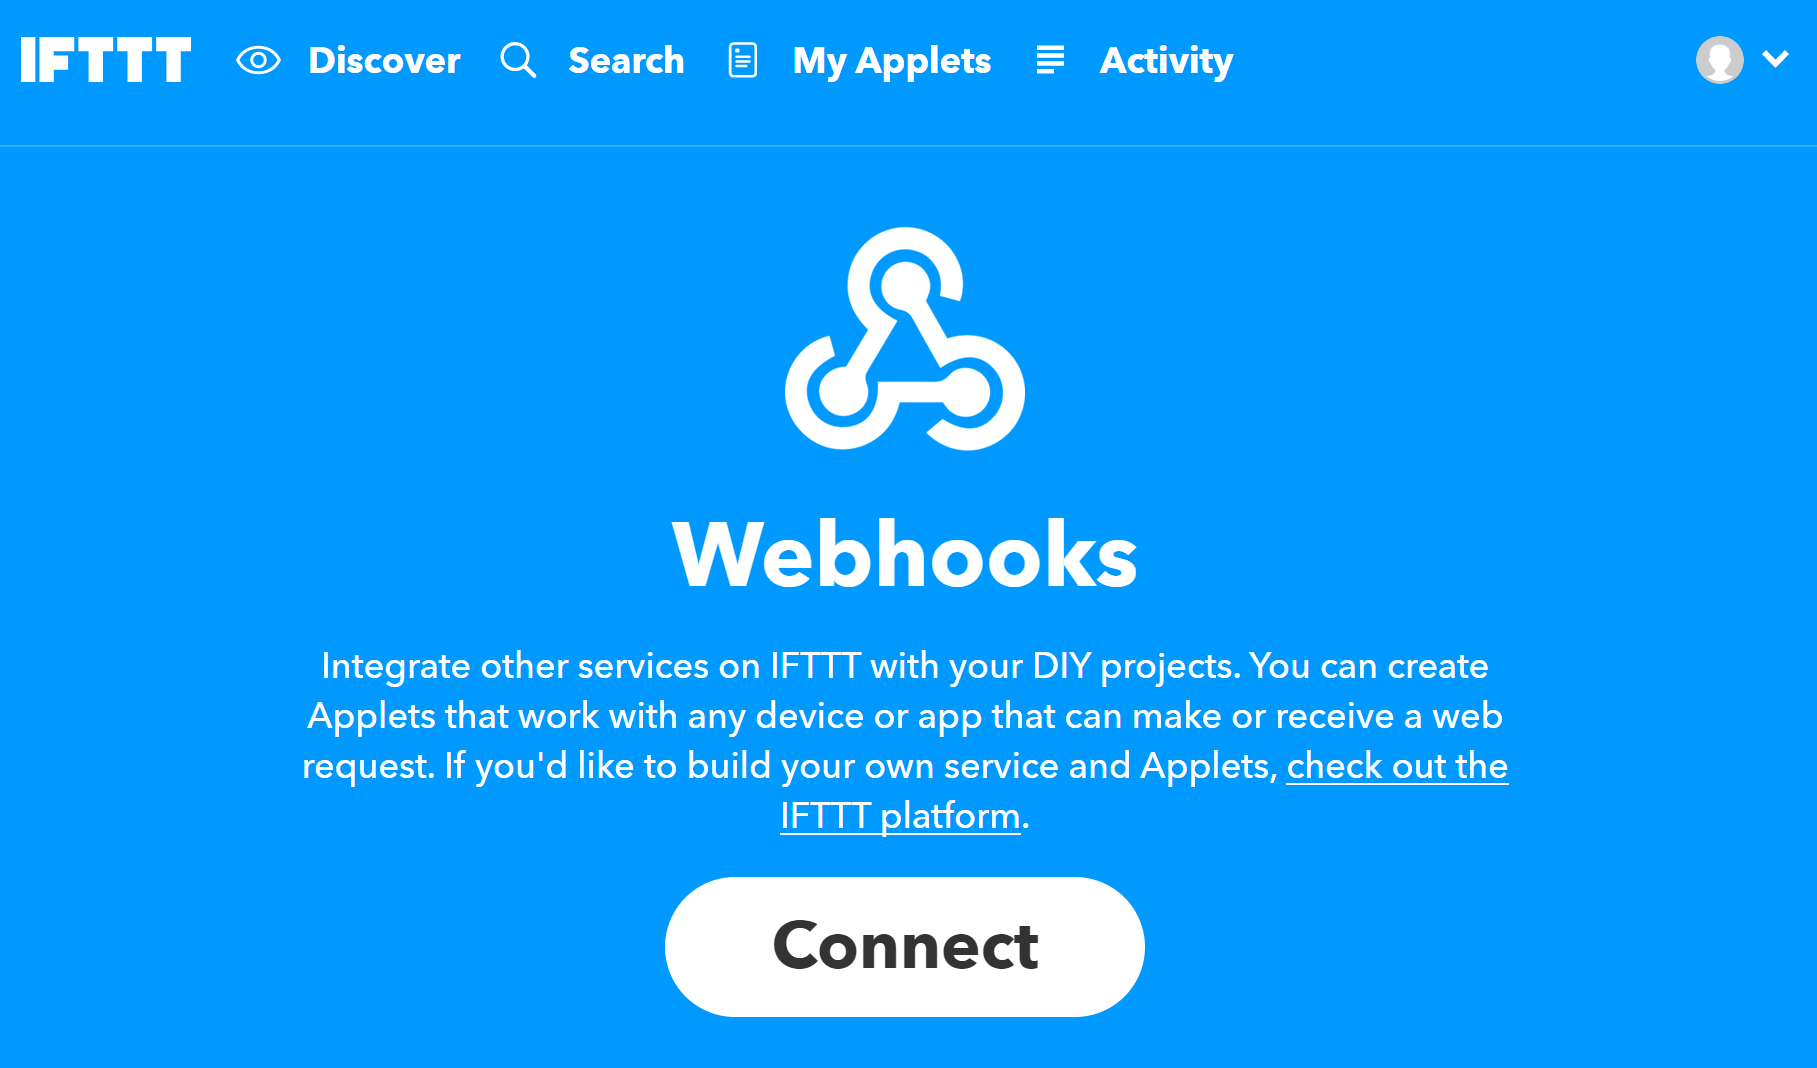 IFTTT Discover Search My Applets Activity
Webhooks
Integrate other services on IFTTT with your DIY projects. You can create
Applets that work with any device or app that can make or receive a web
request. If you'd like to build your own service and Applets, check out the
IFTTT platform.
Connect